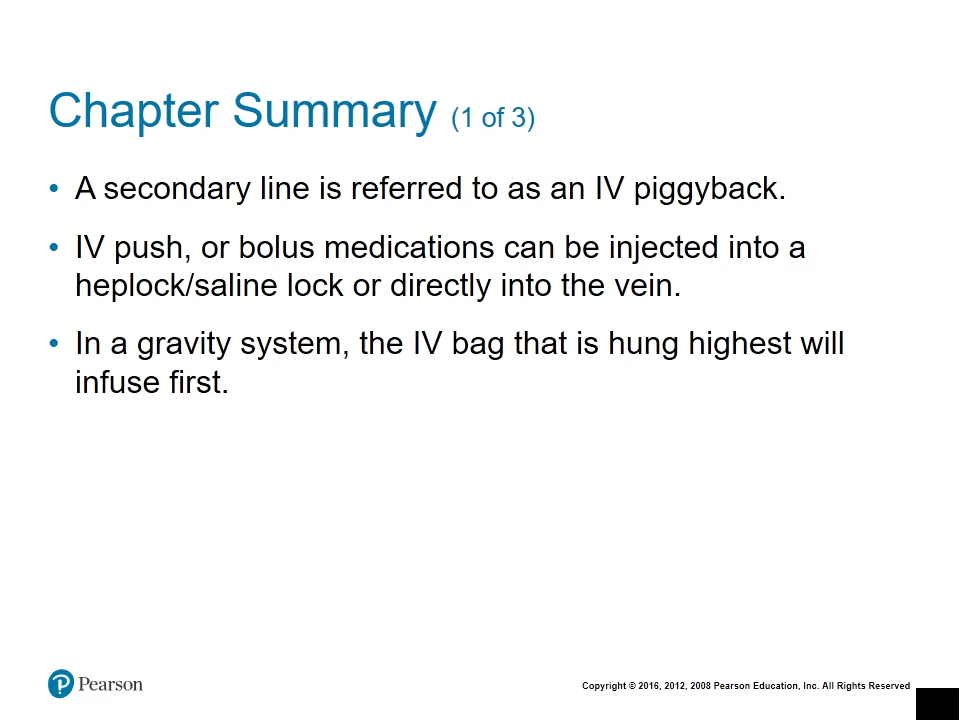 Chapter Summary (1 of 3)
• A secondary line is referred to as an IV piggyback.
• IV push, or bolus medications can be injected into a
heplock/saline lock or directly into the vein.
• In a gravity system, the IV bag that is hung highest will
infuse first.
Pearson
Copyright © 2016, 2012, 2008 Pearson Education, Inc. All Rights Reserved